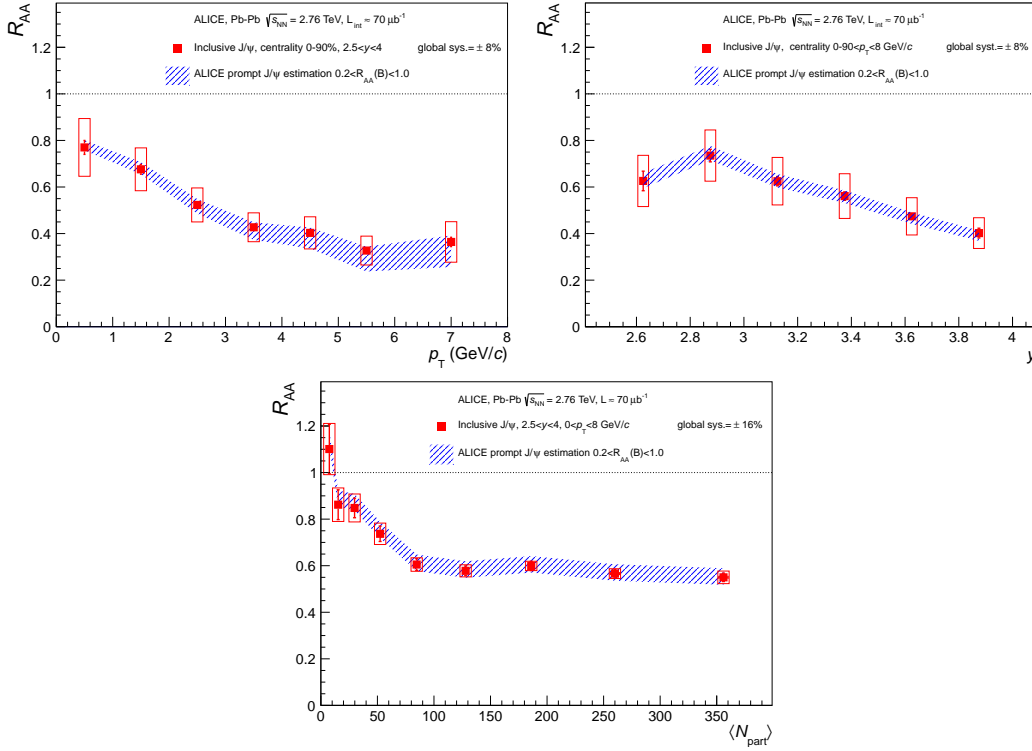 R_AA
ALICE, Pb-Pb √s_NN = 2.76 TeV, L_int ≈ 70 μb⁻¹
Inclusive J/ψ, centrality 0-90%, 2.5<y<4 global sys.= ± 8%
ALICE prompt J/ψ estimation 0.2<R_AA(B)<1.0
1.2
1
0.8
0.6
0.4
0.2
0
0 1 2 3 4 5 6 7 8
p_T (GeV/c)
R_AA
ALICE, Pb-Pb √s_NN = 2.76 TeV, L_int ≈ 70 μb⁻¹
Inclusive J/ψ, centrality 0-90<p_T<8 GeV/c global sys.= ± 8%
ALICE prompt J/ψ estimation 0.2<R_AA(B)<1.0
1.2
1
0.8
0.6
0.4
0.2
0
2.6 2.8 3 3.2 3.4 3.6 3.8 4
y
R_AA
ALICE, Pb-Pb √s_NN = 2.76 TeV, L ≈ 70 μb⁻¹
Inclusive J/ψ, 2.5<y<4, 0<p_T<8 GeV/c global sys.= ± 16%
ALICE prompt J/ψ estimation 0.2<R_AA(B)<1.0
1.2
1
0.8
0.6
0.4
0.2
0
0 50 100 150 200 250 300 350
⟨N_part⟩